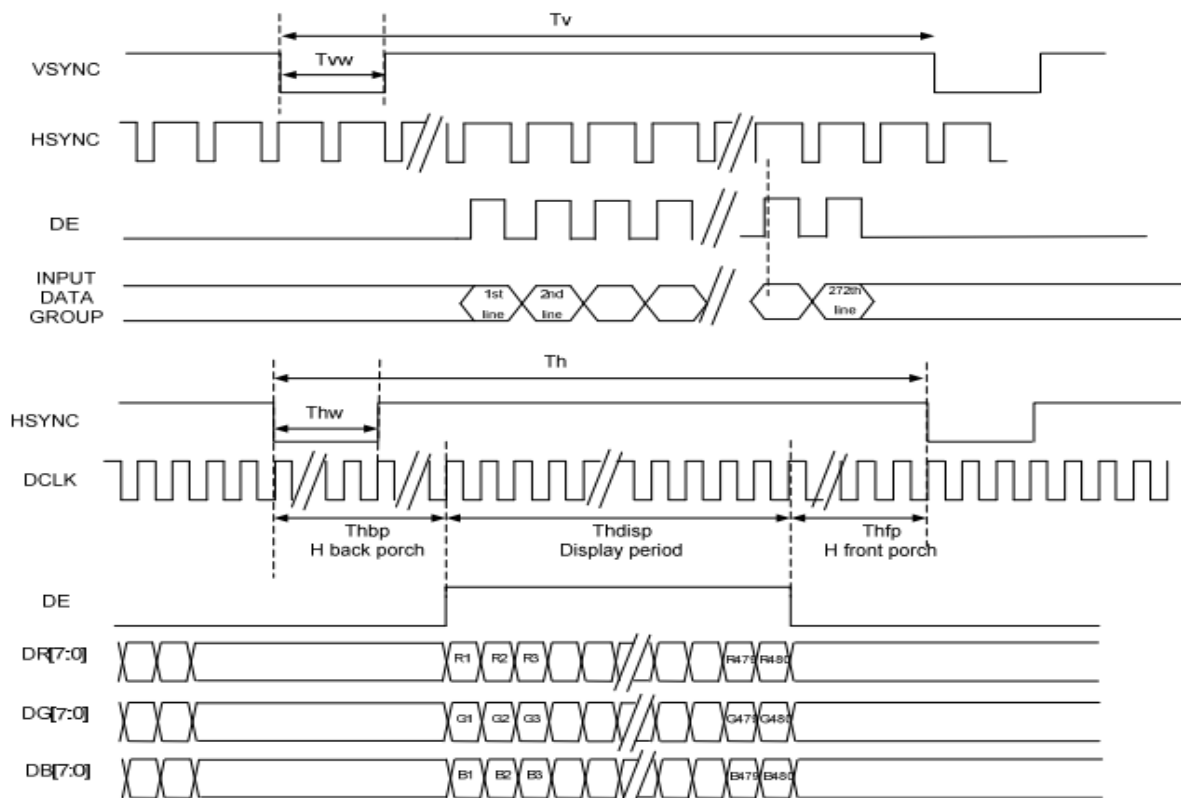 Tv
VSYNC
Tvw
HSYNC
DE
INPUT
DATA
GROUP
1st
line
2nd
line
272th
line
Th
HSYNC
Thw
DCLK
Thbp
H back porch
Thdisp
Display period
Thfp
H front porch
DE
DR[7:0] R1 R2 R3 R479 R480
DG[7:0] G1 G2 G3 G479 G480
DB[7:0] B1 B2 B3 B479 B480